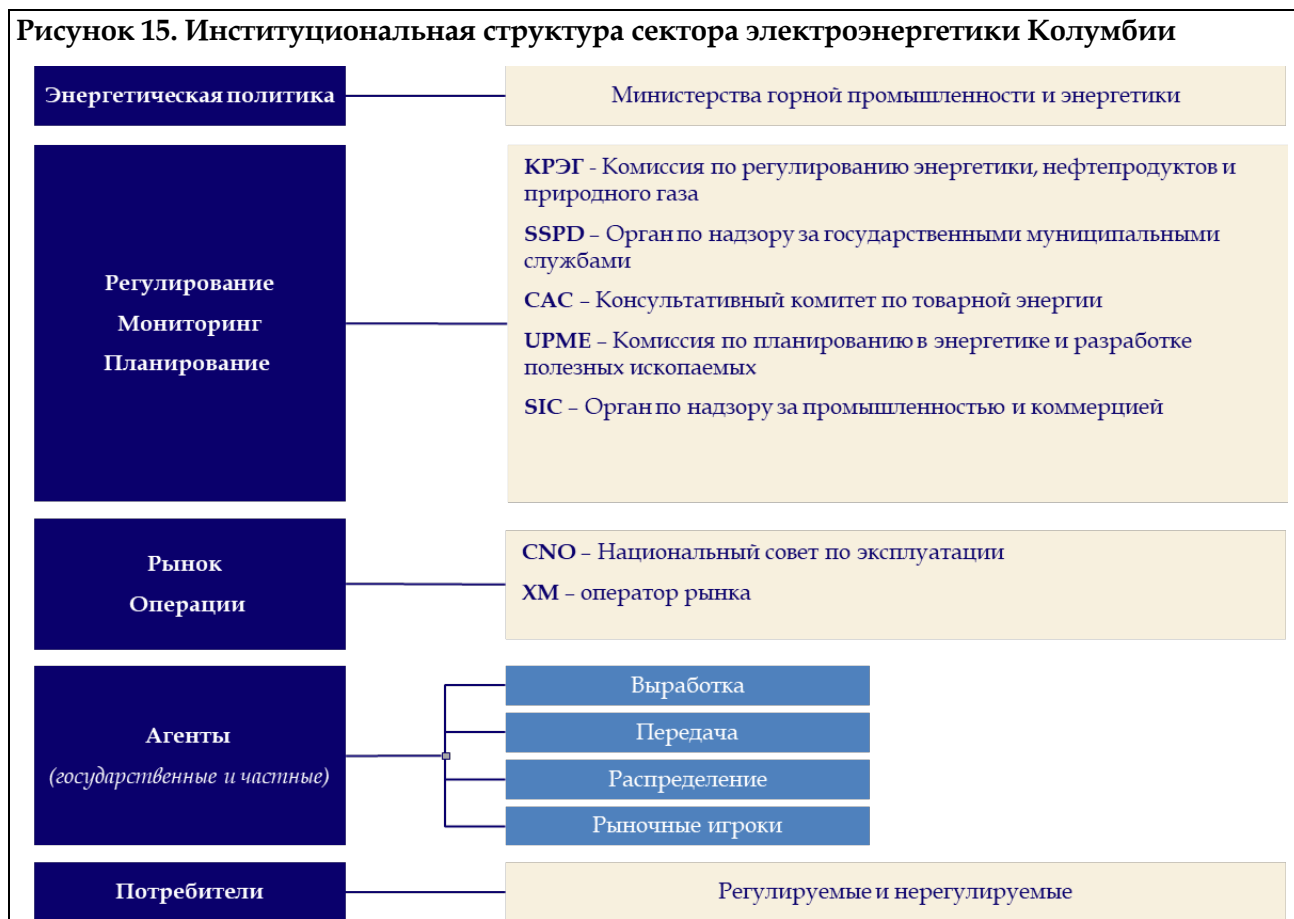 Рисунок 15. Институциональная структура сектора электроэнергетики Колумбии
Энергетическая политика
Министерства горной промышленности и энергетики
Регулирование
Мониторинг
Планирование
КРЭГ - Комиссия по регулированию энергетики, нефтепродуктов и
природного газа
SSPD – Орган по надзору за государственными муниципальными
службами
CAC – Консультативный комитет по товарной энергии
UPME – Комиссия по планированию в энергетике и разработке
полезных ископаемых
SIC – Орган по надзору за промышленностью и коммерцией
Рынок
Операции
CNO – Национальный совет по эксплуатации
XM – оператор рынка
Агенты
(государственные и частные)
Выработка
Передача
Распределение
Рыночные игроки
Потребители
Регулируемые и нерегулируемые